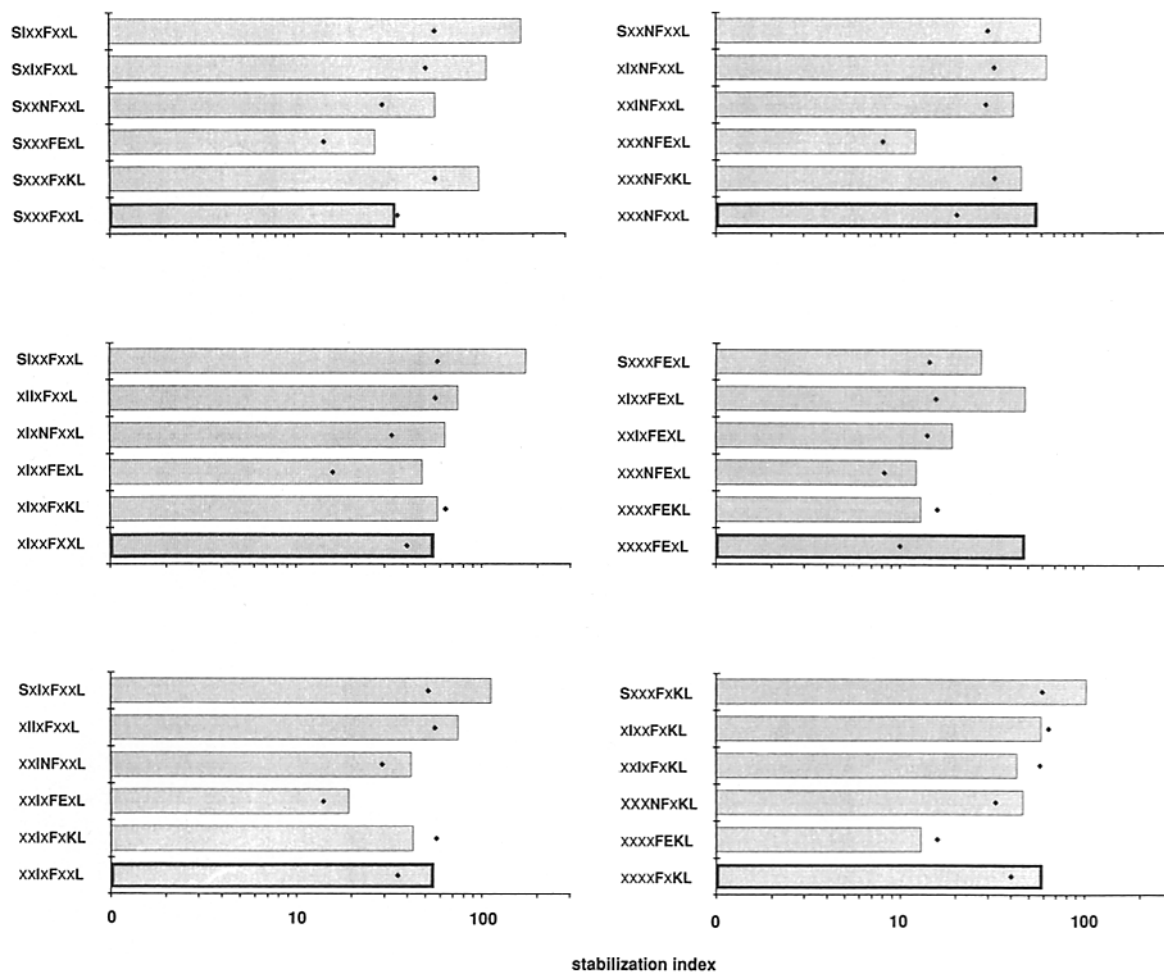 SIxxFxxL
SxIxFxxL
SxxNFxxL
SxxxFExL
SxxxFxKL
SxxxFxxL
SxxNFxxL
xIxNFxxL
xxINFxxL
xxxNFExL
xxxNFxKL
xxxNFxxL
SIxxFxxL
xIIxFxxL
xIxNFxxL
xIxxFExL
xIxxFxKL
xIxxFXXL
SxxxFExL
xIxxFExL
xxIxFEXL
xxxNFExL
xxxxFEKL
xxxxFExL
SxIxFxxL
xIIxFxxL
xxINFxxL
xxIxFExL
xxIxFxKL
xxIxFxxL
0 10 100
SxxxFxKL
xIxxFxKL
xxIxFxKL
XXXNFxKL
xxxxFEKL
xxxxFxKL
0 10 100
stabilization index